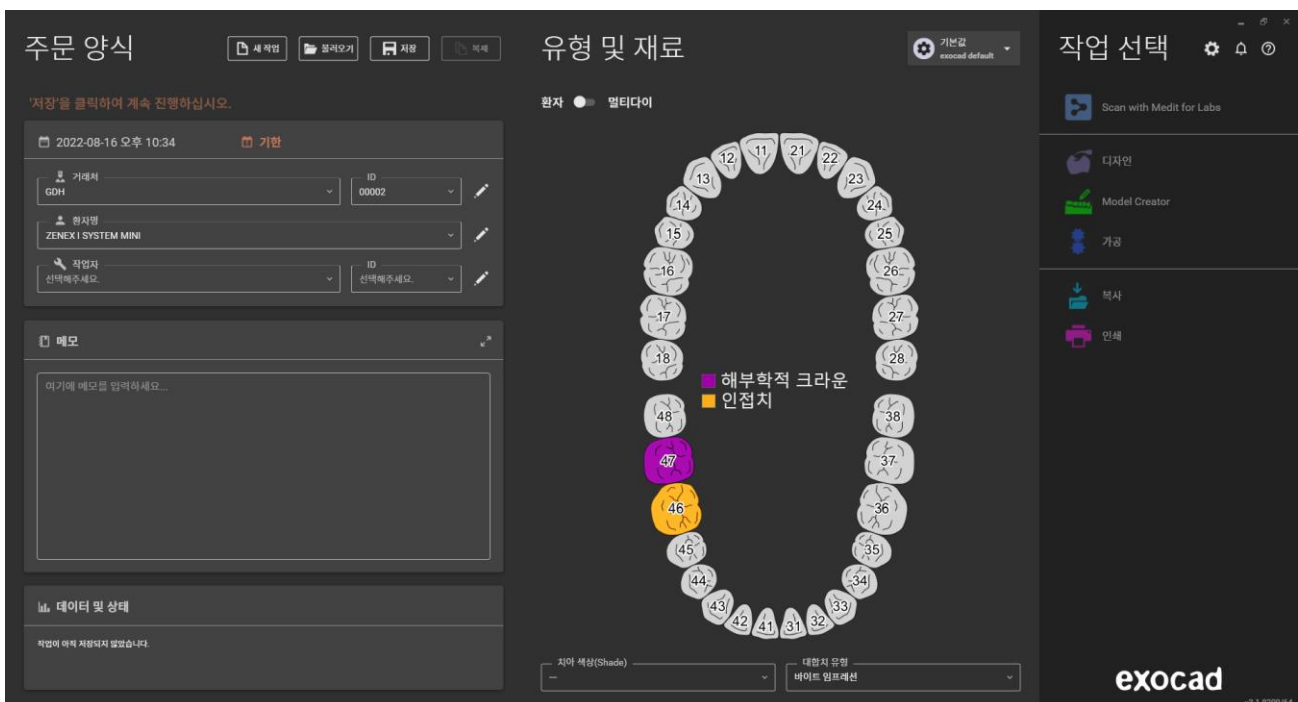 주문 양식
새 작업 불러오기 저장 복제
'저장'을 클릭하여 계속 진행하십시오.
2022-08-16 오후 10:34 기한
거래처 ID
GDH 00002
환자명
ZENEX I SYSTEM MINI
작업자 ID
선택해주세요. 선택해주세요.
메모
여기에 메모를 입력하세요...
데이터 및 상태
작업이 아직 저장되지 않았습니다.
유형 및 재료
기본값
exocad default
환자 멀티다이
11 21
12 22
13 23
14 24
15 25
16 26
17 27
18 28
해부학적 크라운
인접치
48 38
47 37
46 36
45 35
44 34
43 33
42 41 31 32
치아 색상(Shade) 대합치 유형
--- 바이트 임프레션
작업 선택
Scan with Medit for Labs
디자인
Model Creator
가공
복사
인쇄
exocad